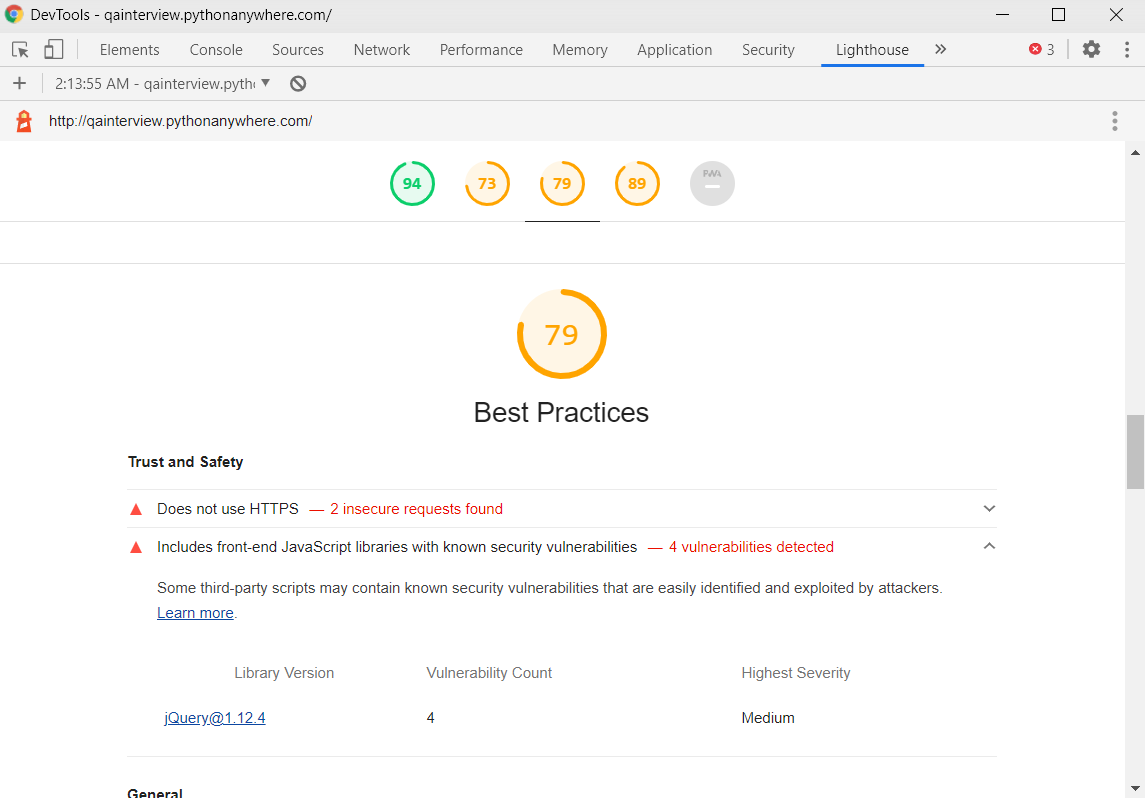 DevTools - qainterview.pythonanywhere.com/
Elements Console Sources Network Performance Memory Application Security Lighthouse 3
2:13:55 AM - qainterview.pytho
http://qainterview.pythonanywhere.com/
94 73 79 89 PWA
79
Best Practices
Trust and Safety
Does not use HTTPS — 2 insecure requests found
Includes front-end JavaScript libraries with known security vulnerabilities — 4 vulnerabilities detected
Some third-party scripts may contain known security vulnerabilities that are easily identified and exploited by attackers.
Learn more.
Library Version Vulnerability Count Highest Severity
jQuery@1.12.4 4 Medium
General